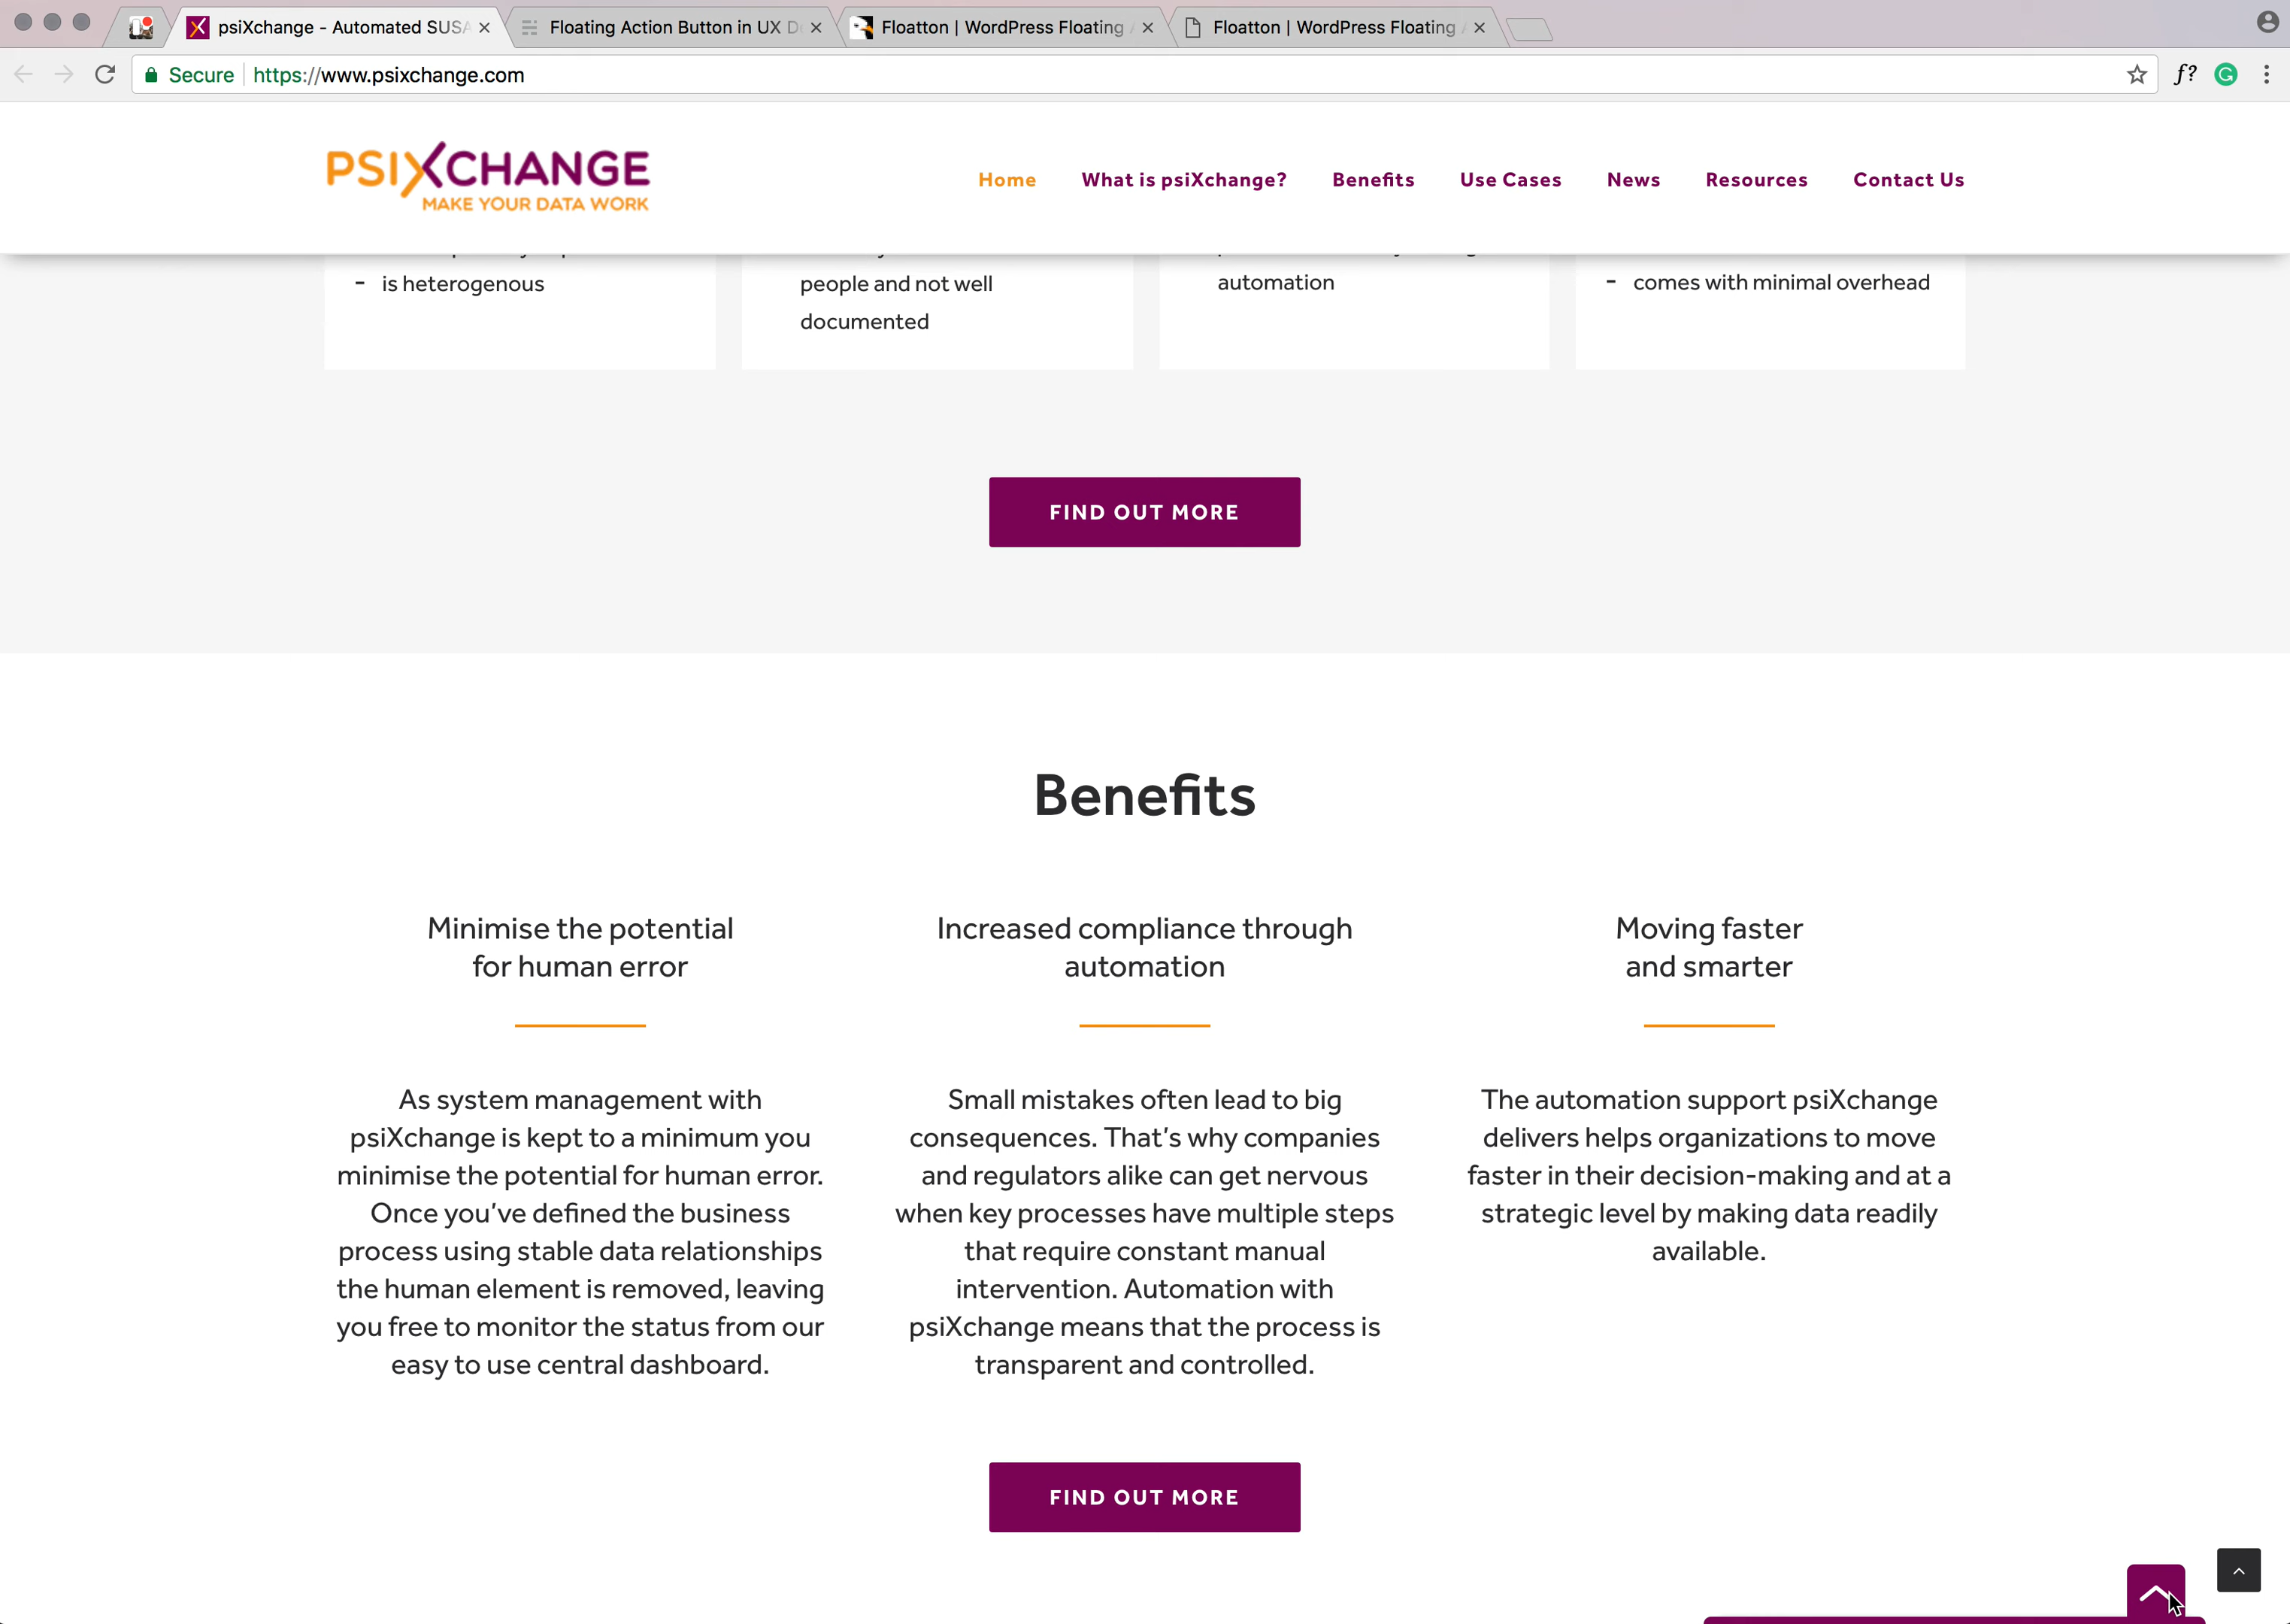 psiXchange - Automated SUSA
Floating Action Button in UX D
Floatton | WordPress Floating
Floatton | WordPress Floating
Secure
https://www.psixchange.com
f?
PSIXCHANGE
MAKE YOUR DATA WORK
Home
What is psiXchange?
Benefits
Use Cases
News
Resources
Contact Us
- is heterogenous
people and not well
documented
automation
- comes with minimal overhead
FIND OUT MORE
Benefits
Minimise the potential
for human error
As system management with
psiXchange is kept to a minimum you
minimise the potential for human error.
Once you’ve defined the business
process using stable data relationships
the human element is removed, leaving
you free to monitor the status from our
easy to use central dashboard.
Increased compliance through
automation
Small mistakes often lead to big
consequences. That’s why companies
and regulators alike can get nervous
when key processes have multiple steps
that require constant manual
intervention. Automation with
psiXchange means that the process is
transparent and controlled.
Moving faster
and smarter
The automation support psiXchange
delivers helps organizations to move
faster in their decision-making and at a
strategic level by making data readily
available.
FIND OUT MORE